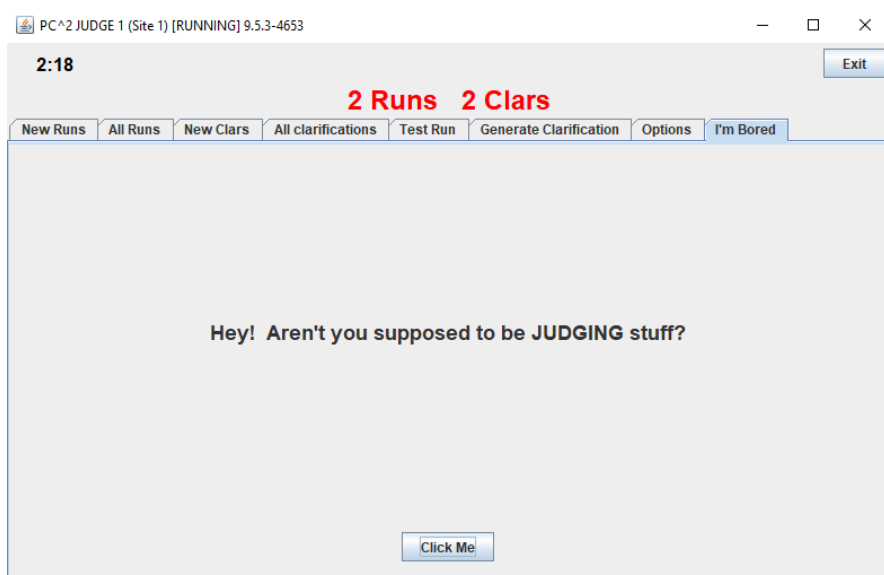 PC^2 JUDGE 1 (Site 1) [RUNNING] 9.5.3-4653
2:18
Exit
2 Runs 2 Clars
New Runs All Runs New Clars All clarifications Test Run Generate Clarification Options I'm Bored
Hey! Aren't you supposed to be JUDGING stuff?
Click Me